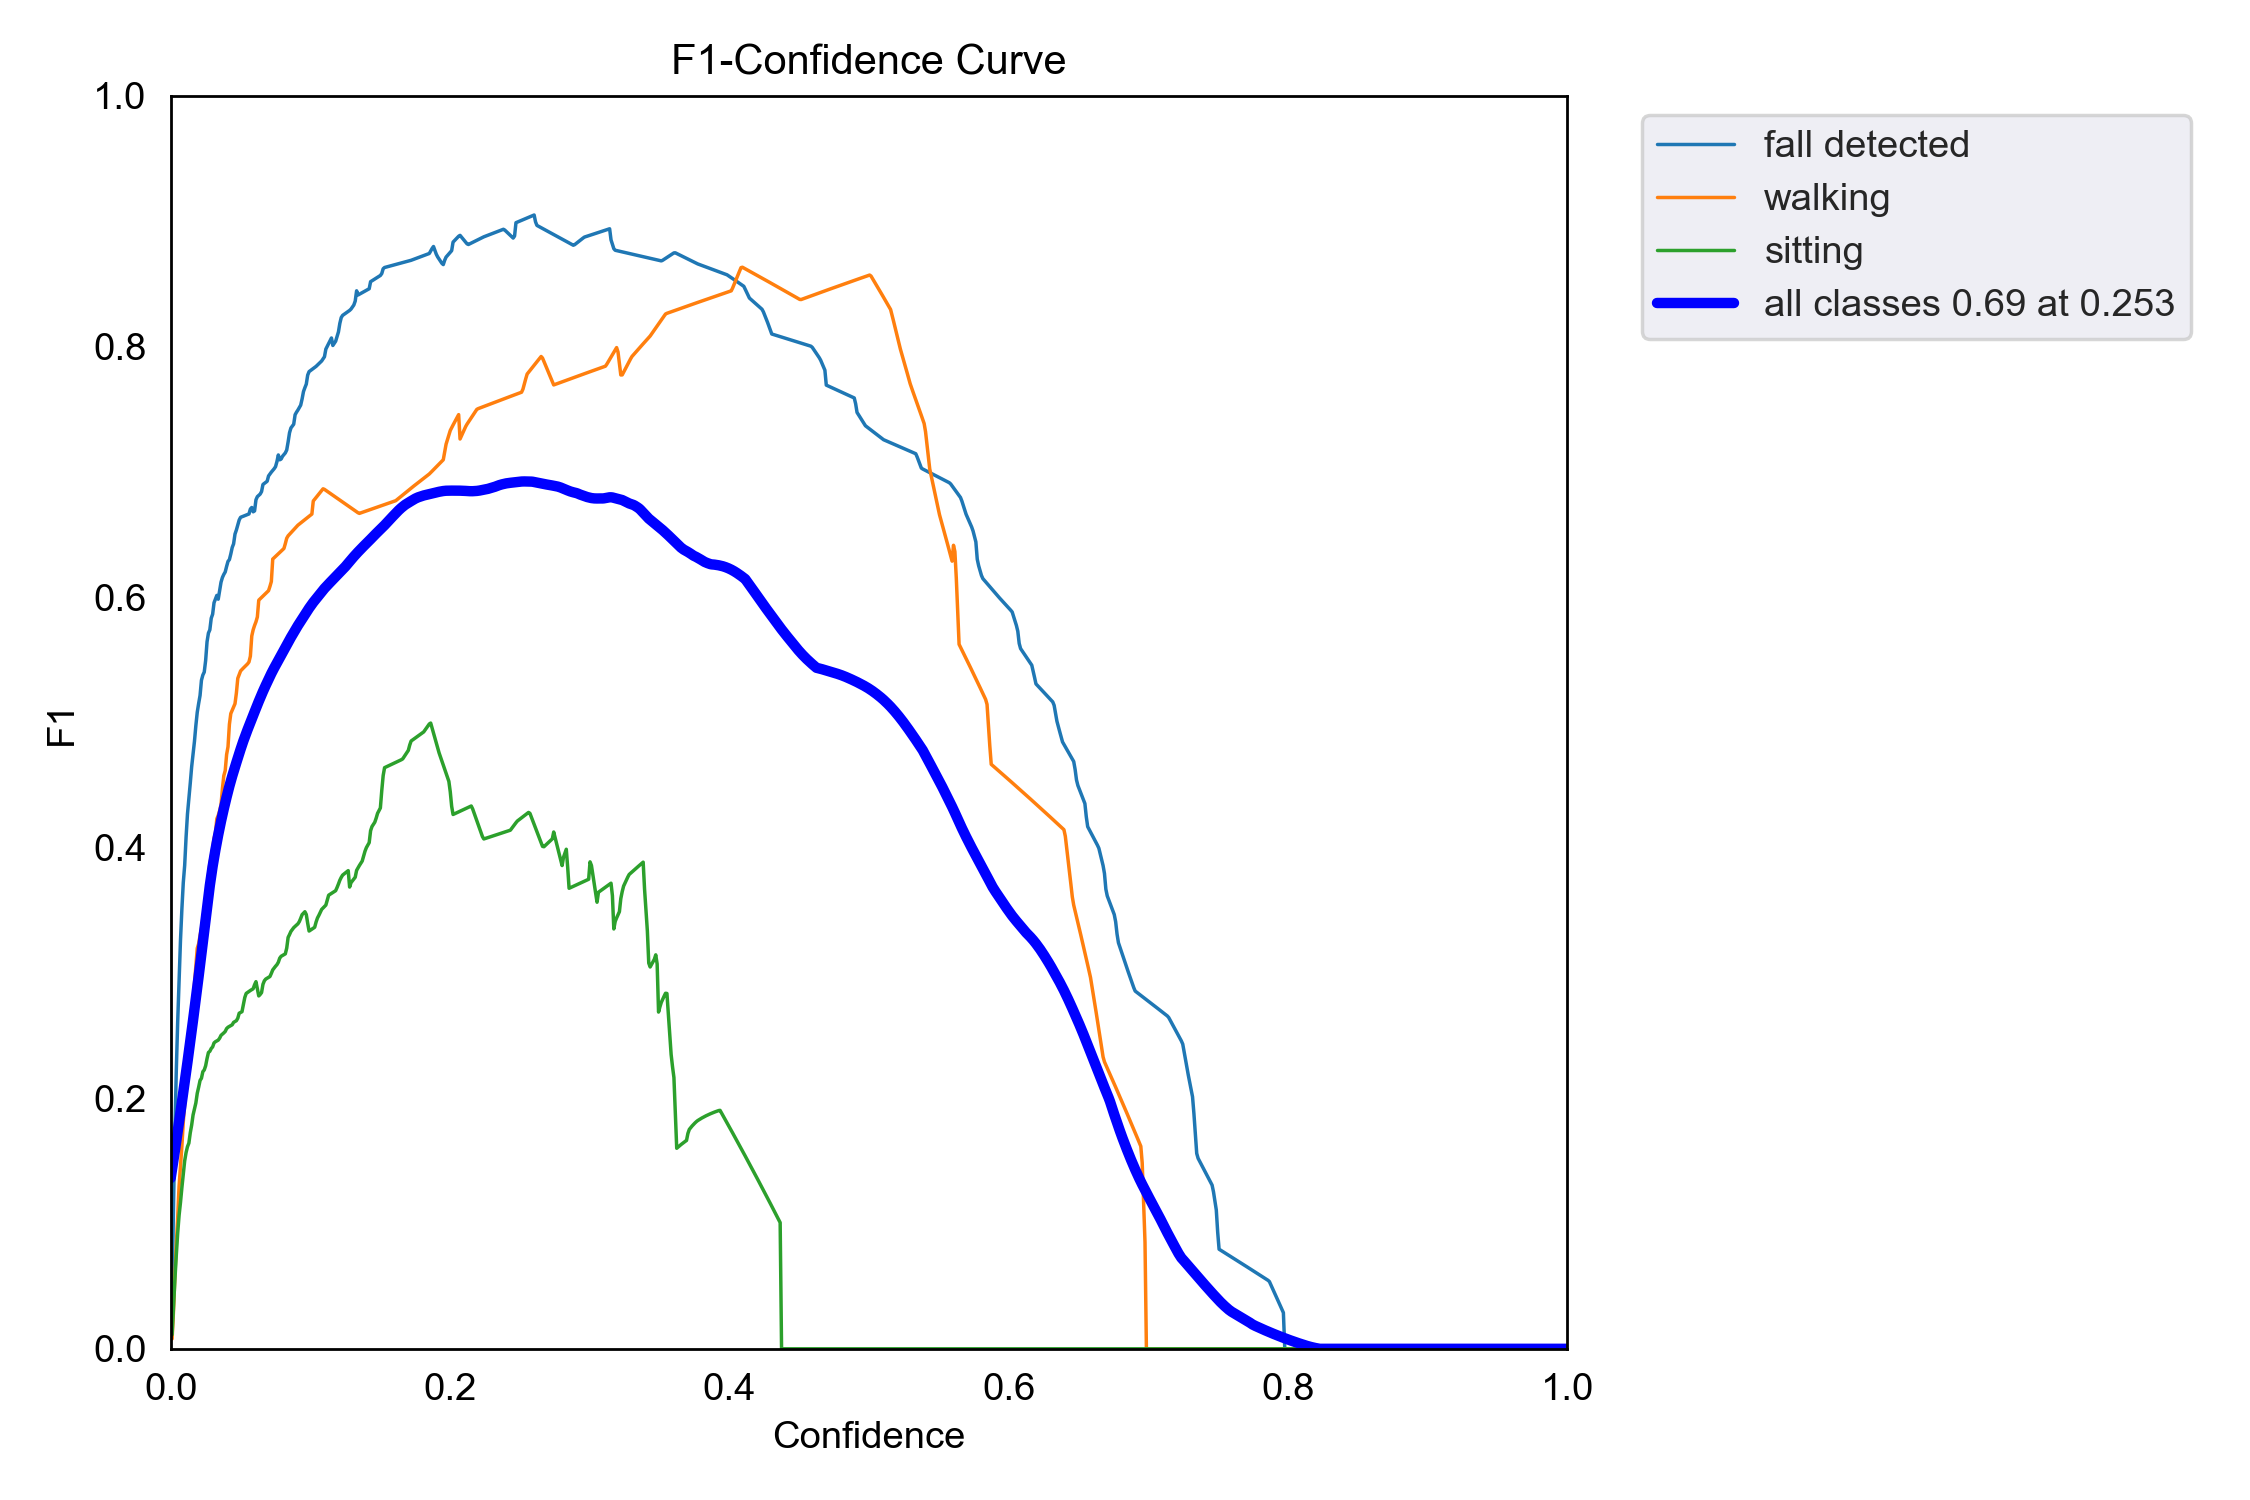 F1-Confidence Curve
1.0
0.8
0.6
0.4
0.2
0.0
F1
0.0 0.2 0.4 0.6 0.8 1.0
Confidence
fall detected
walking
sitting
all classes 0.69 at 0.253